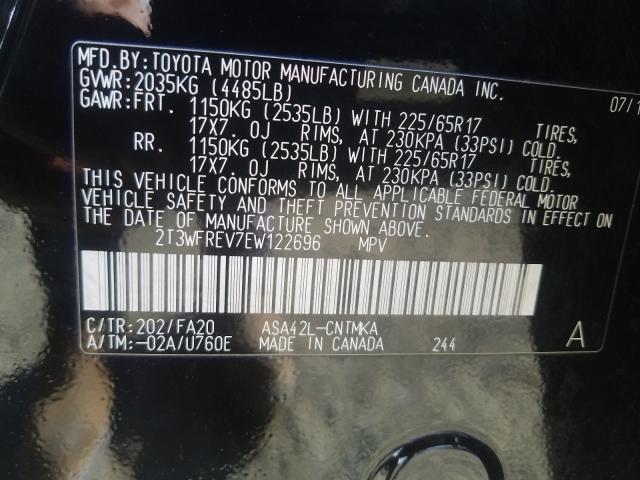 MFD.BY:TOYOTA MOTOR MANUFACTURING CANADA INC.
GVWR:2035KG (4485LB) 07/1
GAWR:FRT. 1150KG (2535LB) WITH 225/65R17 TIRES,
17X7. OJ RIMS, AT 230KPA (33PSI) COLD.
RR. 1150KG (2535LB) WITH 225/65R17 TIRES,
17X7. OJ RIMS, AT 230KPA (33PSI) COLD.
THIS VEHICLE CONFORMS TO ALL APPLICABLE FEDERAL MOTOR
VEHICLE SAFETY AND THEFT PREVENTION STANDARDS IN EFFECT ON
THE DATE OF MANUFACTURE SHOWN ABOVE.
2T3WFREV7EW122696 MPV
C/TR:202/FA20 ASA42L-CNTMKA
A/TM:-02A/U760E MADE IN CANADA 244 A